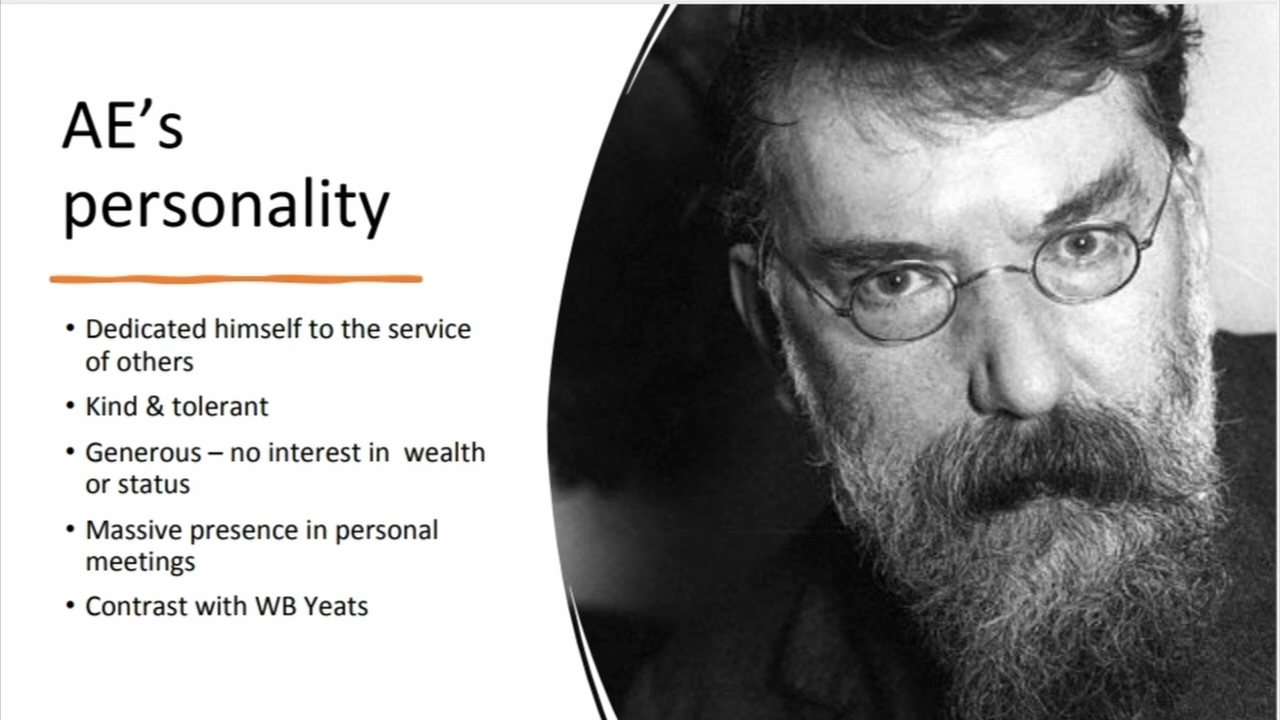 AE’s
personality
• Dedicated himself to the service
of others
• Kind & tolerant
• Generous – no interest in  wealth
or status
• Massive presence in personal
meetings
• Contrast with WB Yeats